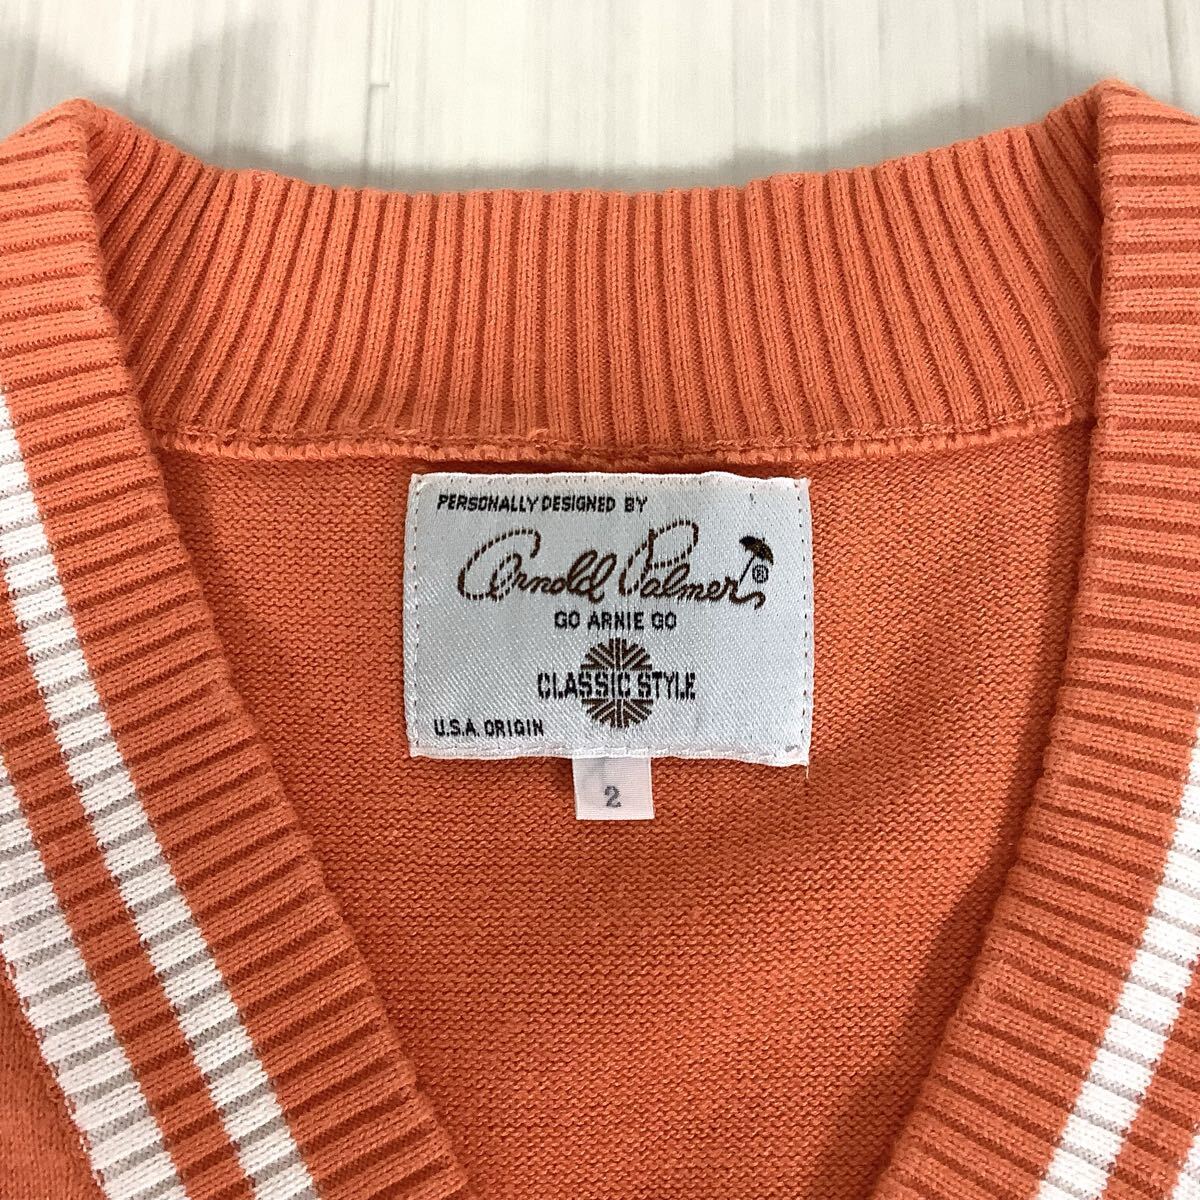 PERSONALLY DESIGNED BY
Arnold Palmer ®
GO ARNIE GO
CLASSIC STYLE
U.S.A. ORIGIN
2